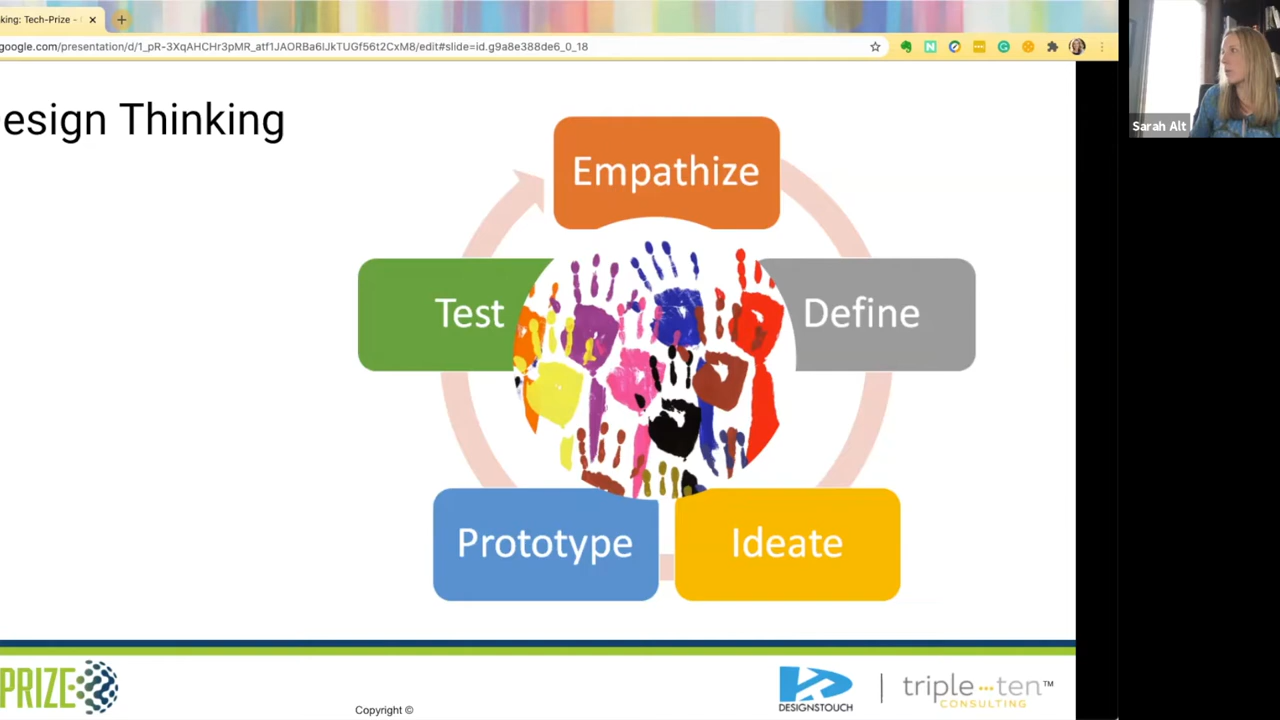 king: Tech-Prize -
google.com/presentation/d/1_pR-3XqAHCHr3pMR_atf1JAORBa6lJkTUGf56t2CxM8/edit#slide=id.g9a8e388de6_0_18
Sarah Alt
esign Thinking
Empathize
Test
Define
Prototype
Ideate
PRIZE
Copyright ©
DESIGNSTOUCH
triple ten™
CONSULTING